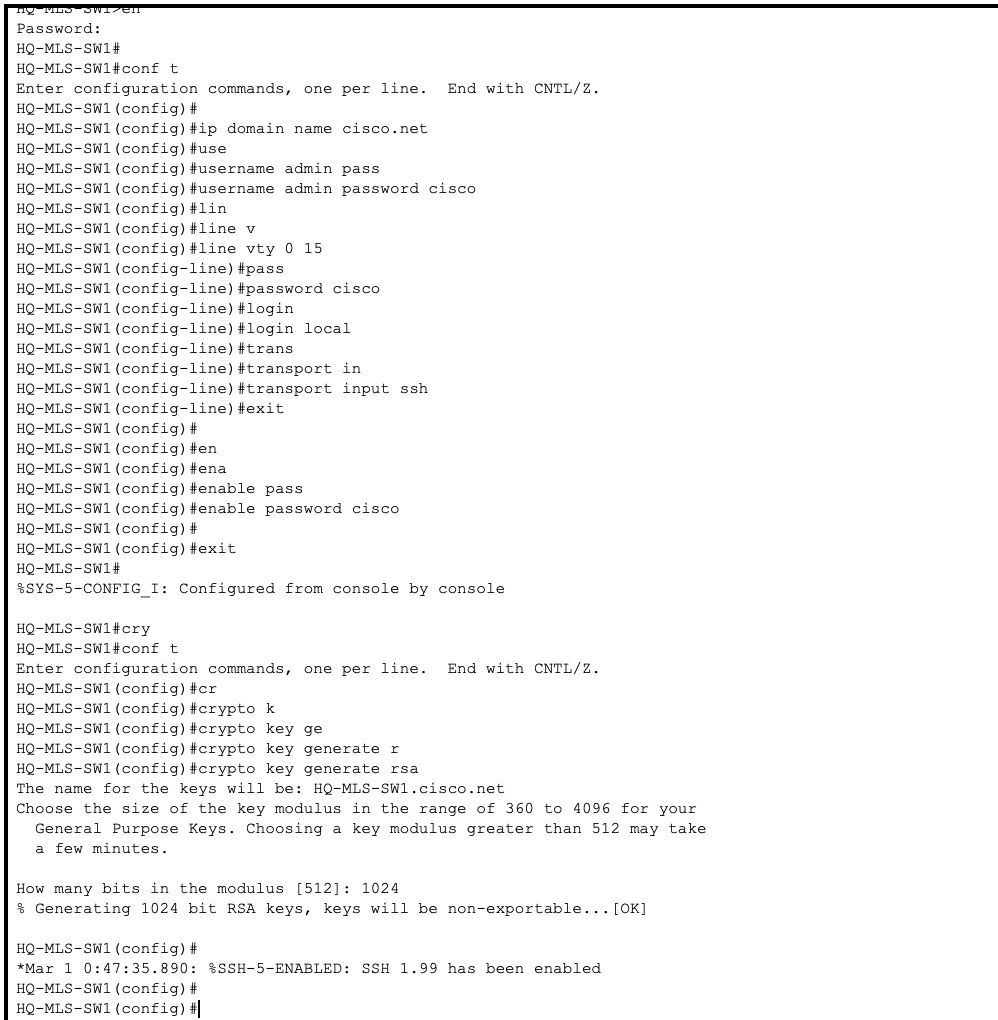 HQ-MLS-SW1>en
Password:
HQ-MLS-SW1#
HQ-MLS-SW1#conf t
Enter configuration commands, one per line.  End with CNTL/Z.
HQ-MLS-SW1(config)#
HQ-MLS-SW1(config)#ip domain name cisco.net
HQ-MLS-SW1(config)#use
HQ-MLS-SW1(config)#username admin pass
HQ-MLS-SW1(config)#username admin password cisco
HQ-MLS-SW1(config)#lin
HQ-MLS-SW1(config)#line v
HQ-MLS-SW1(config)#line vty 0 15
HQ-MLS-SW1(config-line)#pass
HQ-MLS-SW1(config-line)#password cisco
HQ-MLS-SW1(config-line)#login
HQ-MLS-SW1(config-line)#login local
HQ-MLS-SW1(config-line)#trans
HQ-MLS-SW1(config-line)#transport in
HQ-MLS-SW1(config-line)#transport input ssh
HQ-MLS-SW1(config-line)#exit
HQ-MLS-SW1(config)#
HQ-MLS-SW1(config)#en
HQ-MLS-SW1(config)#ena
HQ-MLS-SW1(config)#enable pass
HQ-MLS-SW1(config)#enable password cisco
HQ-MLS-SW1(config)#
HQ-MLS-SW1(config)#exit
HQ-MLS-SW1#
%SYS-5-CONFIG_I: Configured from console by console

HQ-MLS-SW1#cry
HQ-MLS-SW1#conf t
Enter configuration commands, one per line.  End with CNTL/Z.
HQ-MLS-SW1(config)#cr
HQ-MLS-SW1(config)#crypto k
HQ-MLS-SW1(config)#crypto key ge
HQ-MLS-SW1(config)#crypto key generate r
HQ-MLS-SW1(config)#crypto key generate rsa
The name for the keys will be: HQ-MLS-SW1.cisco.net
Choose the size of the key modulus in the range of 360 to 4096 for your
  General Purpose Keys. Choosing a key modulus greater than 512 may take
  a few minutes.

How many bits in the modulus [512]: 1024
% Generating 1024 bit RSA keys, keys will be non-exportable...[OK]

HQ-MLS-SW1(config)#
*Mar 1 0:47:35.890: %SSH-5-ENABLED: SSH 1.99 has been enabled
HQ-MLS-SW1(config)#
HQ-MLS-SW1(config)#